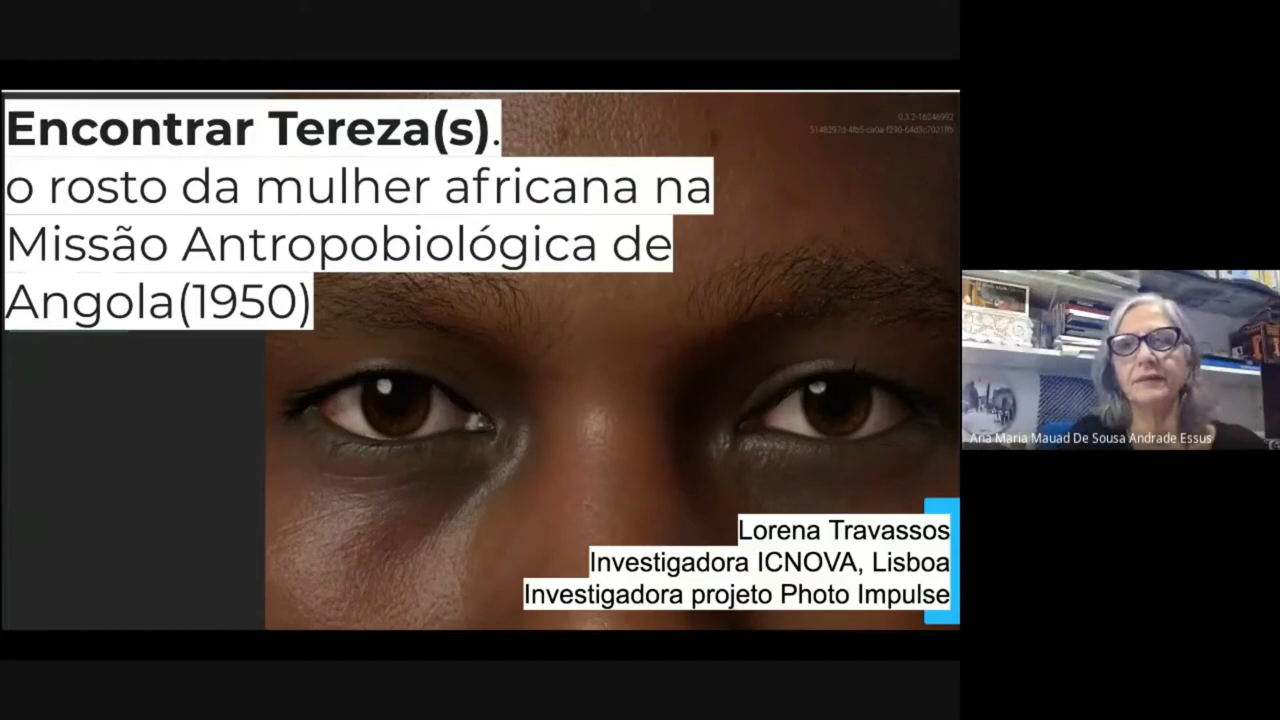 Encontrar Tereza(s).
o rosto da mulher africana na
Missão Antropobiológica de
Angola(1950)
Lorena Travassos
Investigadora ICNOVA, Lisboa
Investigadora projeto Photo Impulse
Ana Maria Mauad De Sousa Andrade Essus